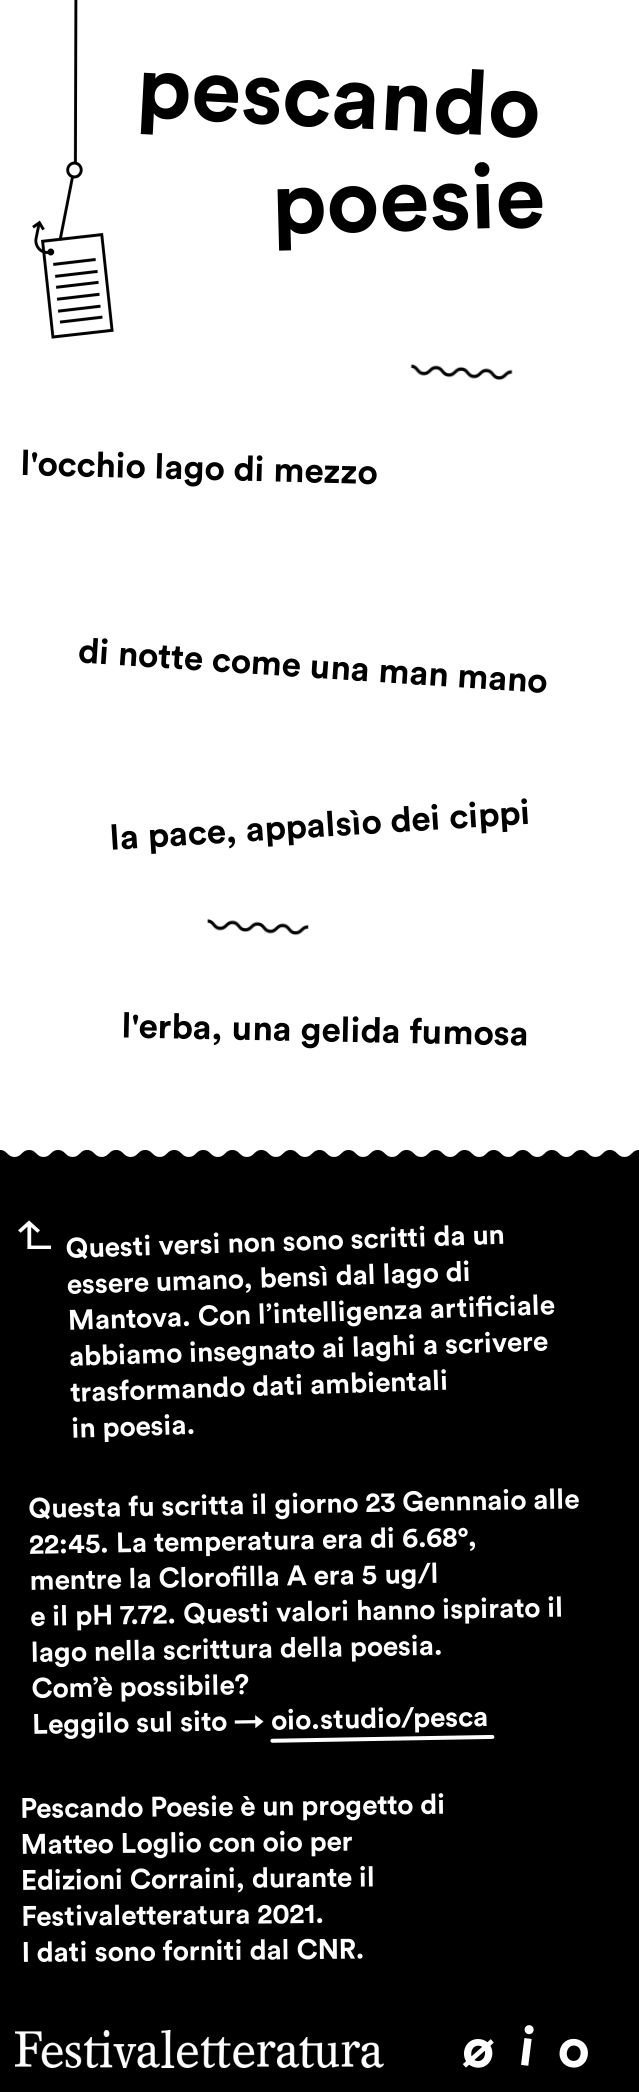 pescando
poesie
l'occhio lago di mezzo
di notte come una man mano
la pace, appalsìo dei cippi
l'erba, una gelida fumosa
Questi versi non sono scritti da un
essere umano, bensì dal lago di
Mantova. Con l’intelligenza artificiale
abbiamo insegnato ai laghi a scrivere
trasformando dati ambientali
in poesia.
Questa fu scritta il giorno 23 Gennnaio alle
22:45. La temperatura era di 6.68°,
mentre la Clorofilla A era 5 ug/l
e il pH 7.72. Questi valori hanno ispirato il
lago nella scrittura della poesia.
Com’è possibile?
Leggilo sul sito → oio.studio/pesca
Pescando Poesie è un progetto di
Matteo Loglio con oio per
Edizioni Corraini, durante il
Festivaletteratura 2021.
I dati sono forniti dal CNR.
Festivaletteratura ø i o